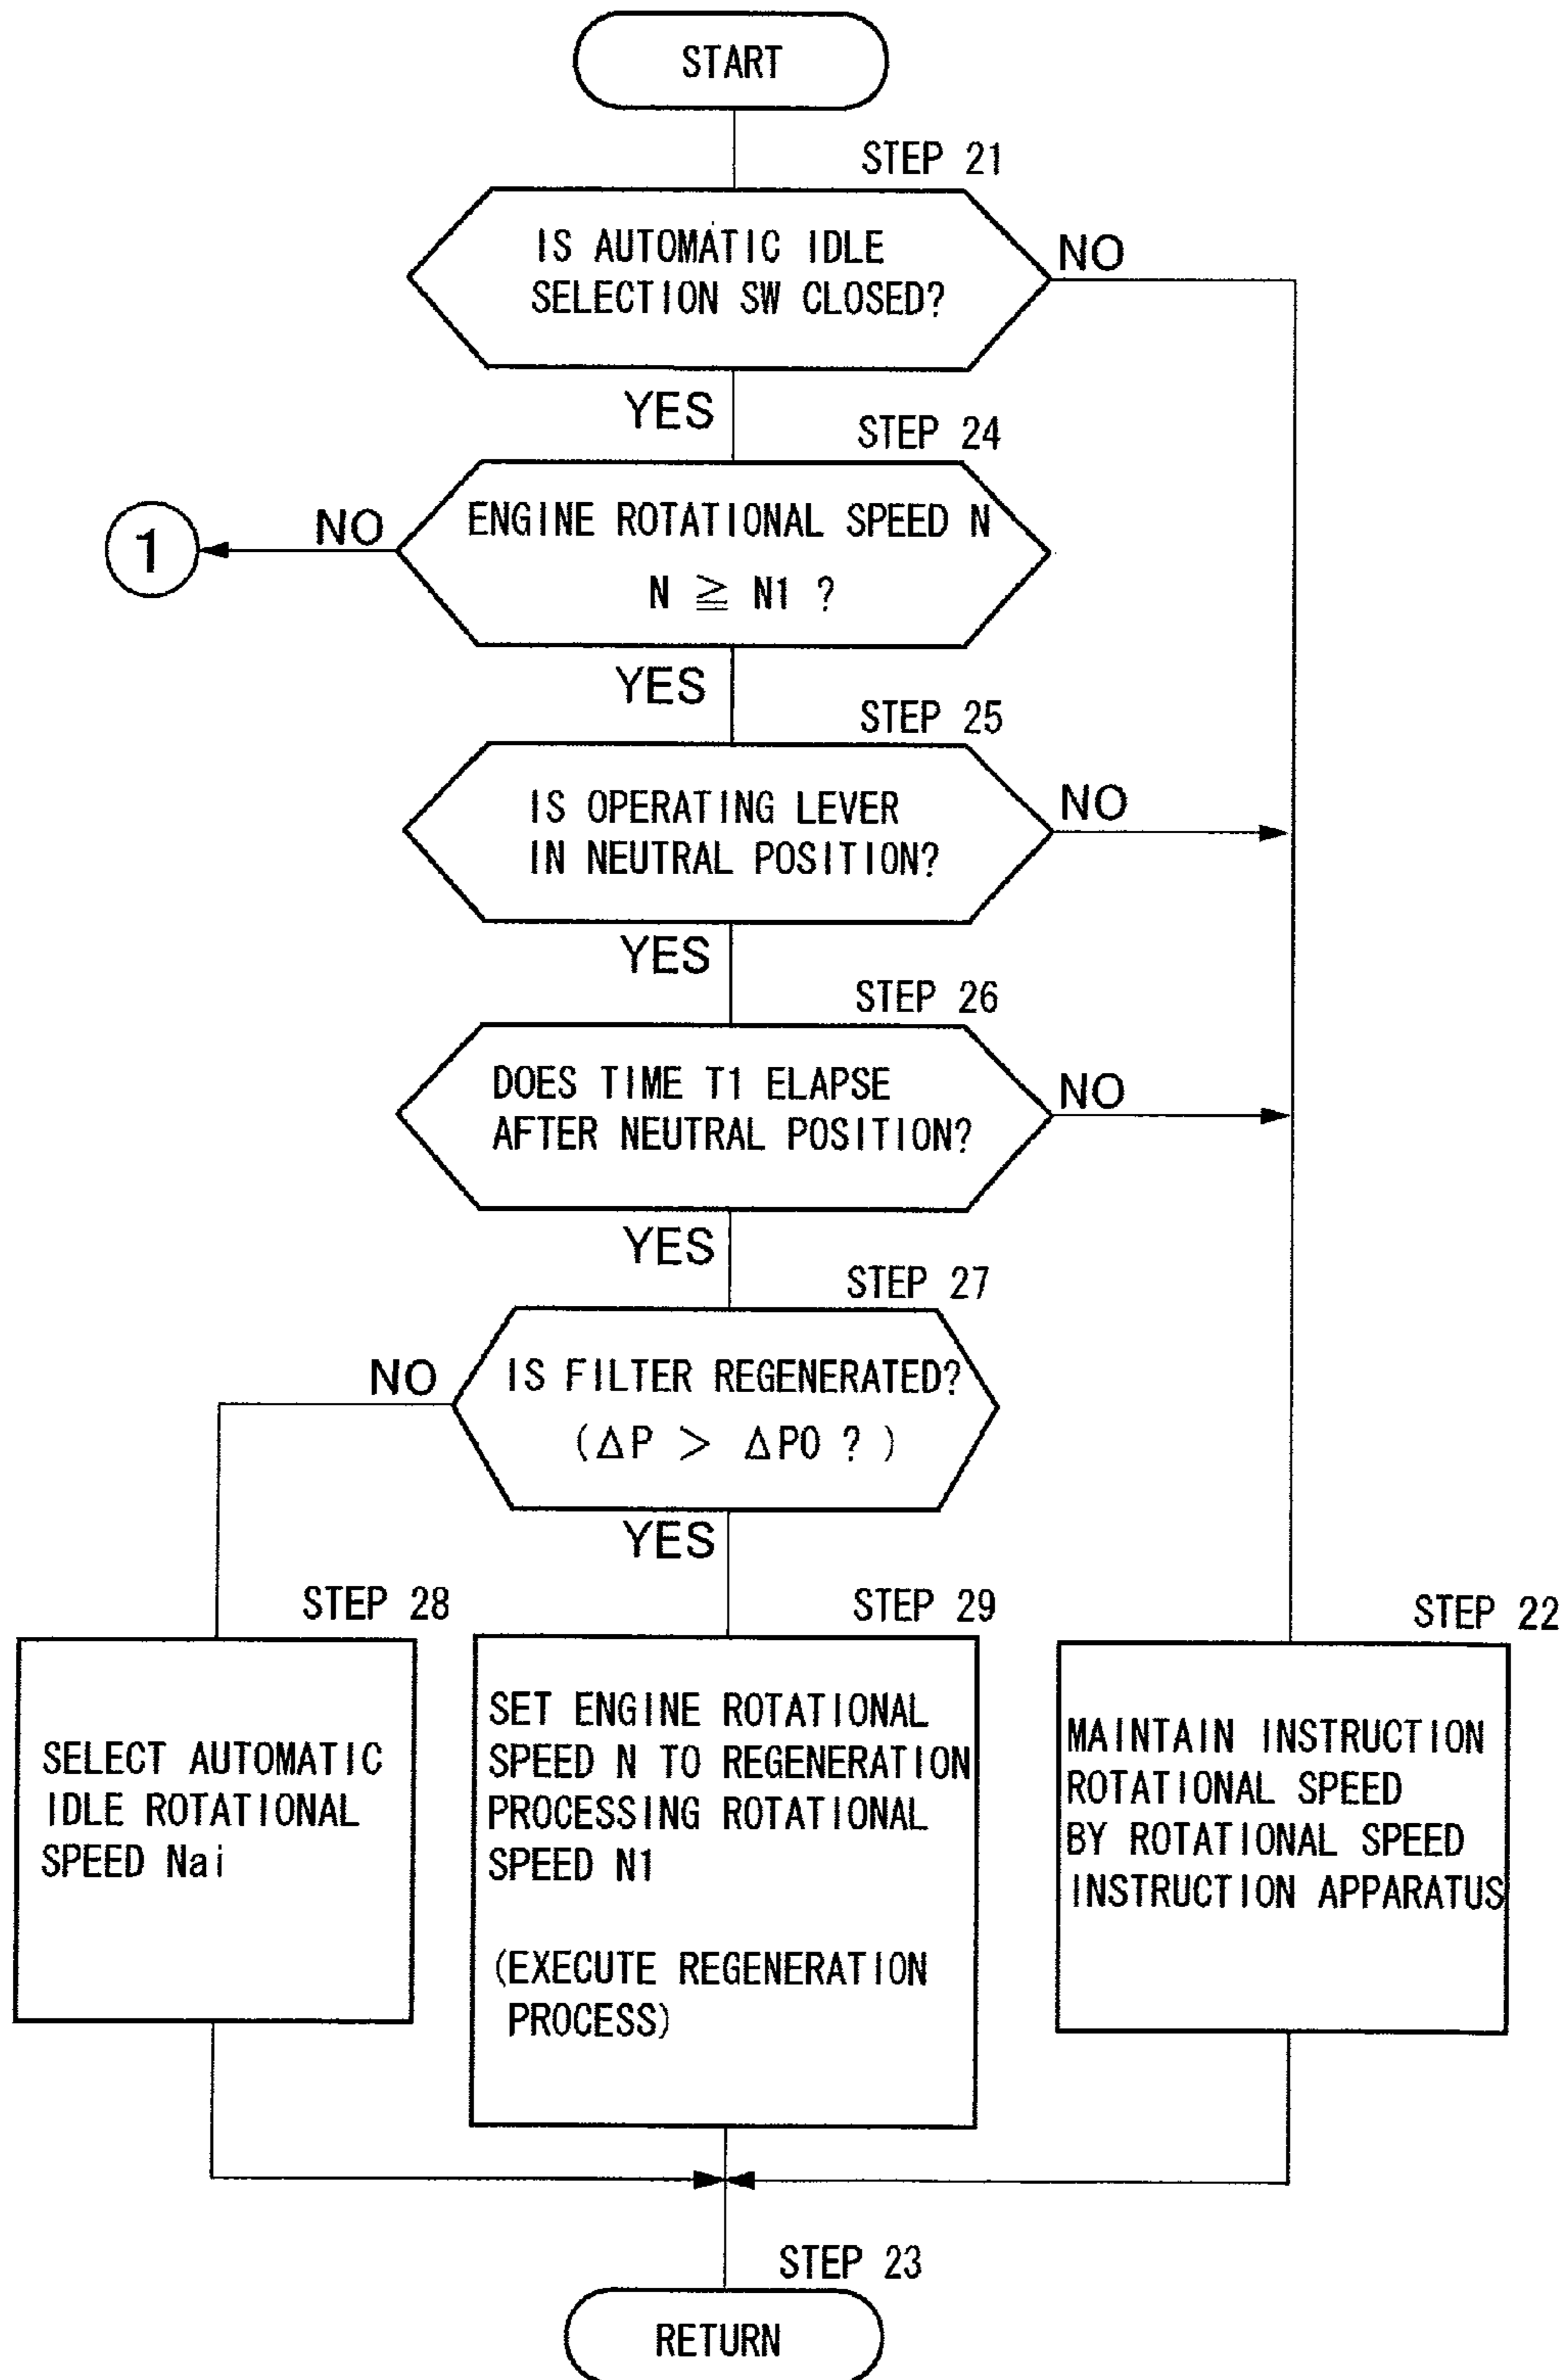 START
STEP 21
IS AUTOMATIC IDLE
SELECTION SW CLOSED?
NO
YES
STEP 24
ENGINE ROTATIONAL SPEED N
N ≧ N1 ?
NO
1
YES
STEP 25
IS OPERATING LEVER
IN NEUTRAL POSITION?
NO
YES
STEP 26
DOES TIME T1 ELAPSE
AFTER NEUTRAL POSITION?
NO
YES
STEP 27
IS FILTER REGENERATED?
(ΔP > ΔP0 ? )
NO
YES
STEP 28
SELECT AUTOMATIC
IDLE ROTATIONAL
SPEED Nai
STEP 29
SET ENGINE ROTATIONAL
SPEED N TO REGENERATION
PROCESSING ROTATIONAL
SPEED N1
(EXECUTE REGENERATION
PROCESS)
STEP 22
MAINTAIN INSTRUCTION
ROTATIONAL SPEED
BY ROTATIONAL SPEED
INSTRUCTION APPARATUS
STEP 23
RETURN